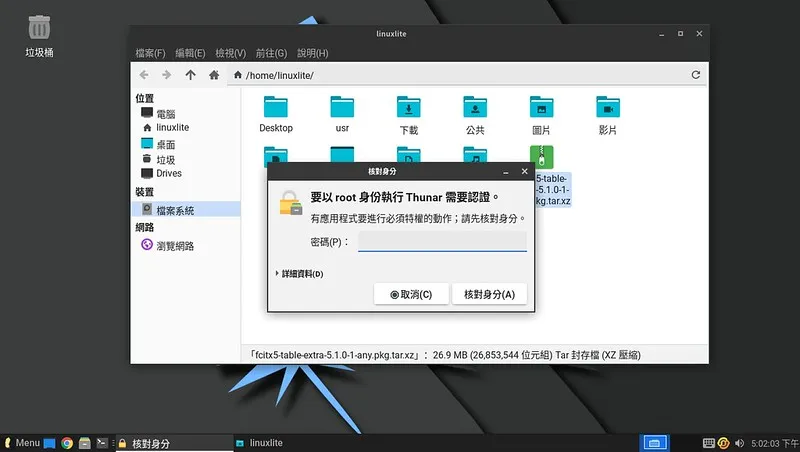 垃圾桶
linuxlite
檔案(F) 編輯(E) 檢視(V) 前往(G) 說明(H)
/home/linuxlite/
位置
電腦
linuxlite
桌面
垃圾
Drives
裝置
檔案系統
網路
瀏覽網路
Desktop usr 下載 公共 圖片 影片
5-table-
-5.1.0-1-
pkg.tar.xz
核對身分
要以 root 身份執行 Thunar 需要認證。
有應用程式要進行必須特權的動作；請先核對身分。
密碼(P)：
詳細資料(D)
取消(C) 核對身分(A)
「fcitx5-table-extra-5.1.0-1-any.pkg.tar.xz」： 26.9 MB (26,853,544 位元組) Tar 封存檔 (XZ 壓縮)
Menu 核對身分 linuxlite 5:02:03 下午